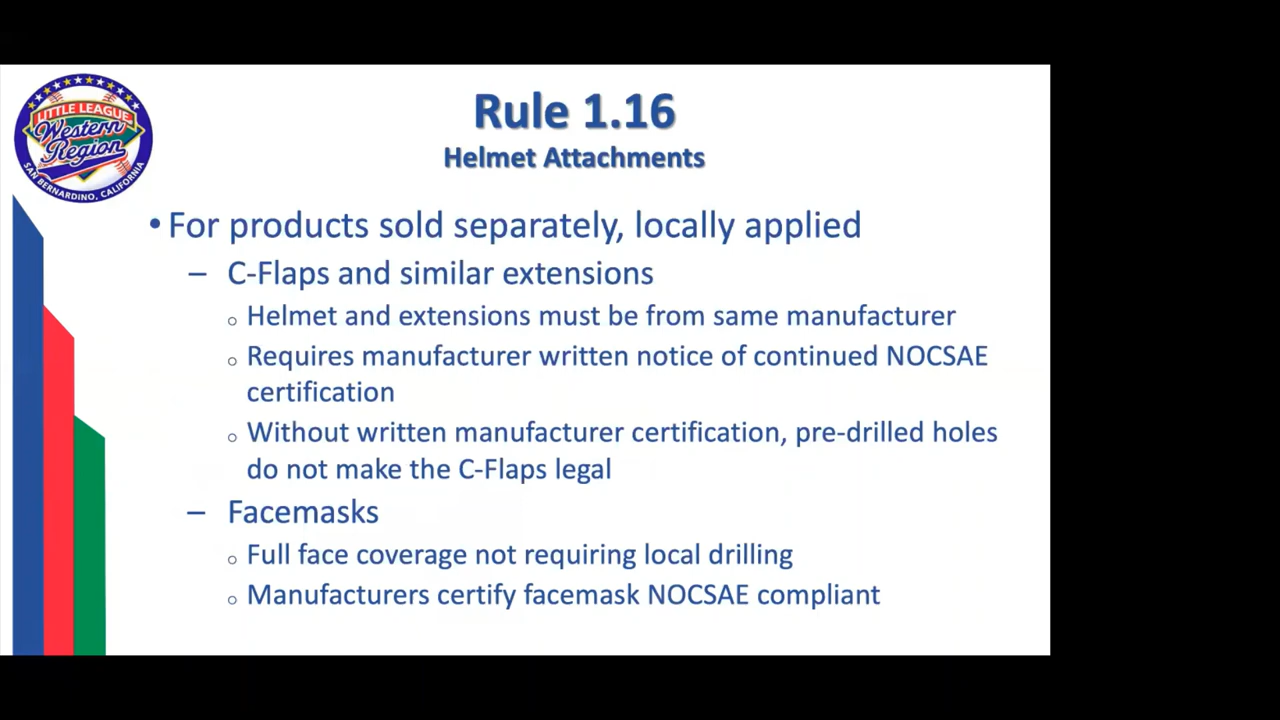 LITTLE LEAGUE
Western
Region
SAN BERNARDINO, CALIFORNIA
Rule 1.16
Helmet Attachments
• For products sold separately, locally applied
– C-Flaps and similar extensions
o Helmet and extensions must be from same manufacturer
o Requires manufacturer written notice of continued NOCSAE
certification
o Without written manufacturer certification, pre-drilled holes
do not make the C-Flaps legal
– Facemasks
o Full face coverage not requiring local drilling
o Manufacturers certify facemask NOCSAE compliant